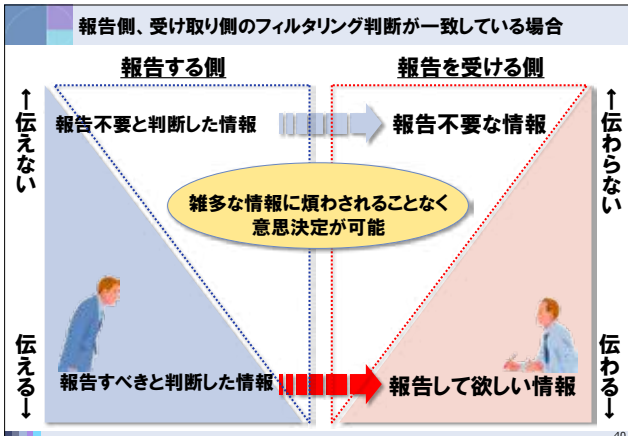 報告側、受け取り側のフィルタリング判断が一致している場合
報告する側
報告を受ける側
↑伝えない
報告不要と判断した情報
報告不要な情報
↑伝わらない
雑多な情報に煩わされることなく
意思決定が可能
伝える↓
報告すべきと判断した情報
報告して欲しい情報
伝わる↓